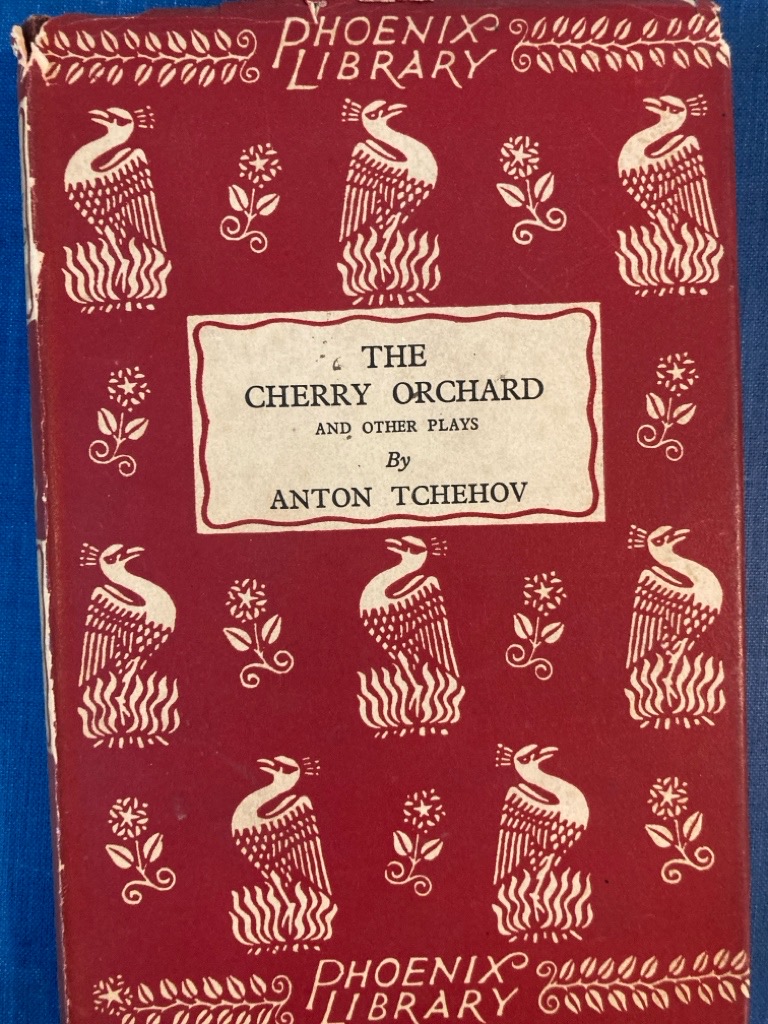 PHOENIX
LIBRARY
THE
CHERRY ORCHARD
AND OTHER PLAYS
By
ANTON TCHEHOV
PHOENIX
LIBRARY